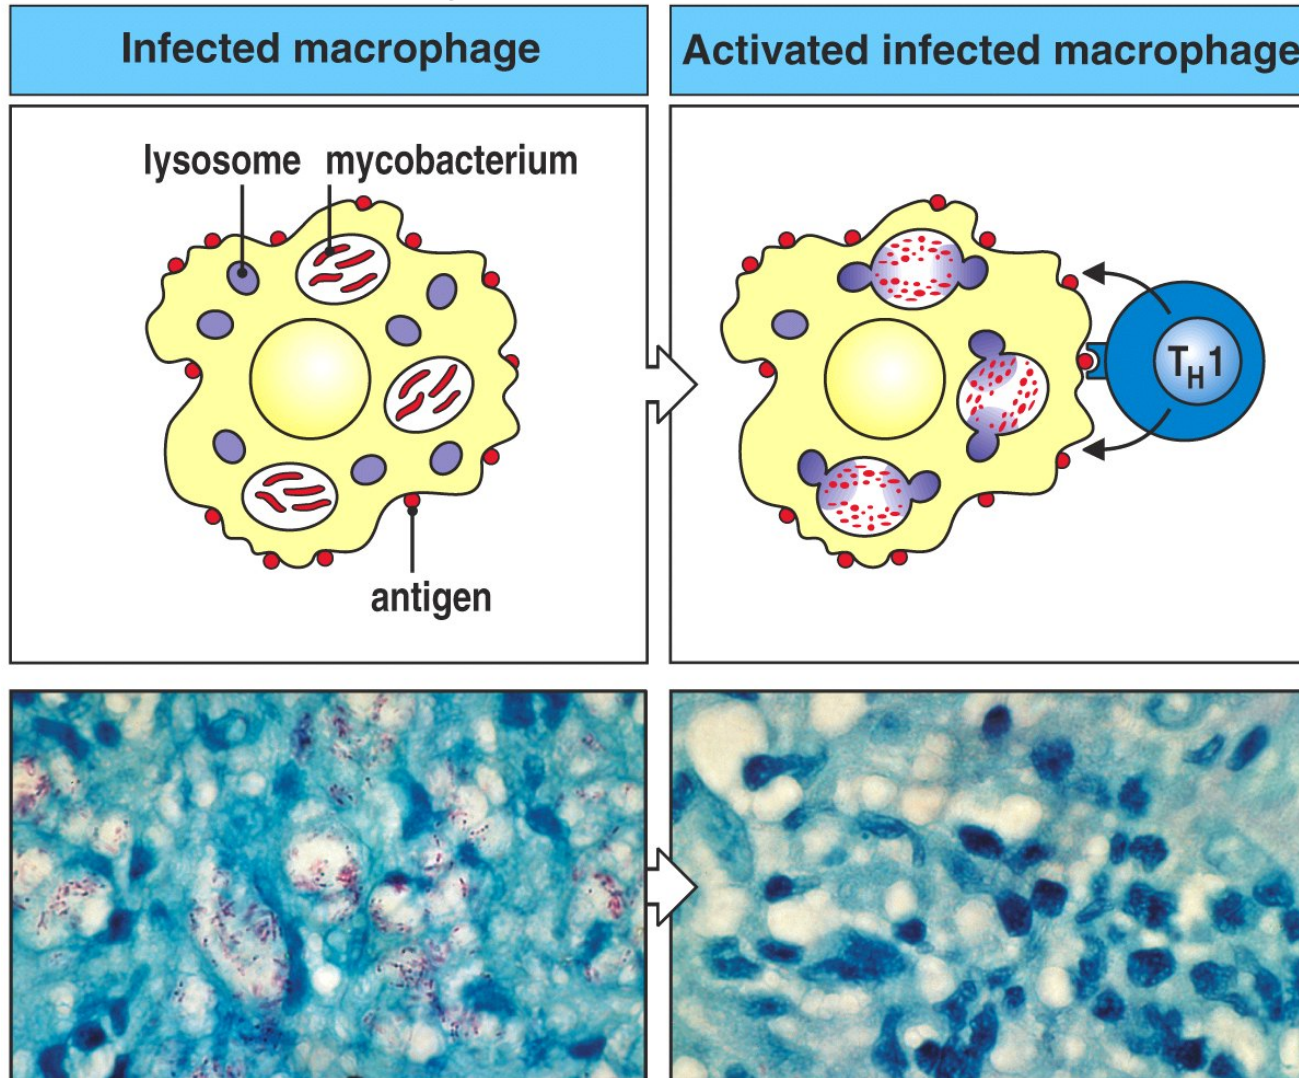 Infected macrophage
Activated infected macrophage
lysosome mycobacterium
antigen
TH1